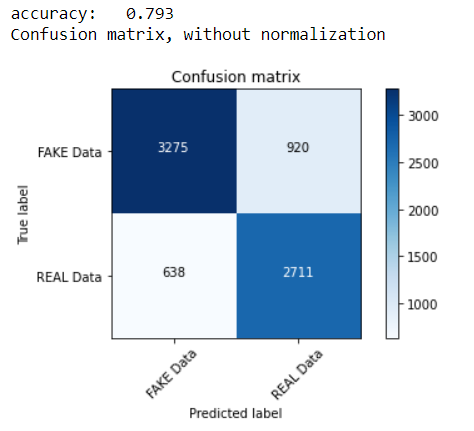 accuracy:   0.793
Confusion matrix, without normalization
Confusion matrix
FAKE Data
3275
920
REAL Data
638
2711
True label
FAKE Data
REAL Data
Predicted label
3000
2500
2000
1500
1000